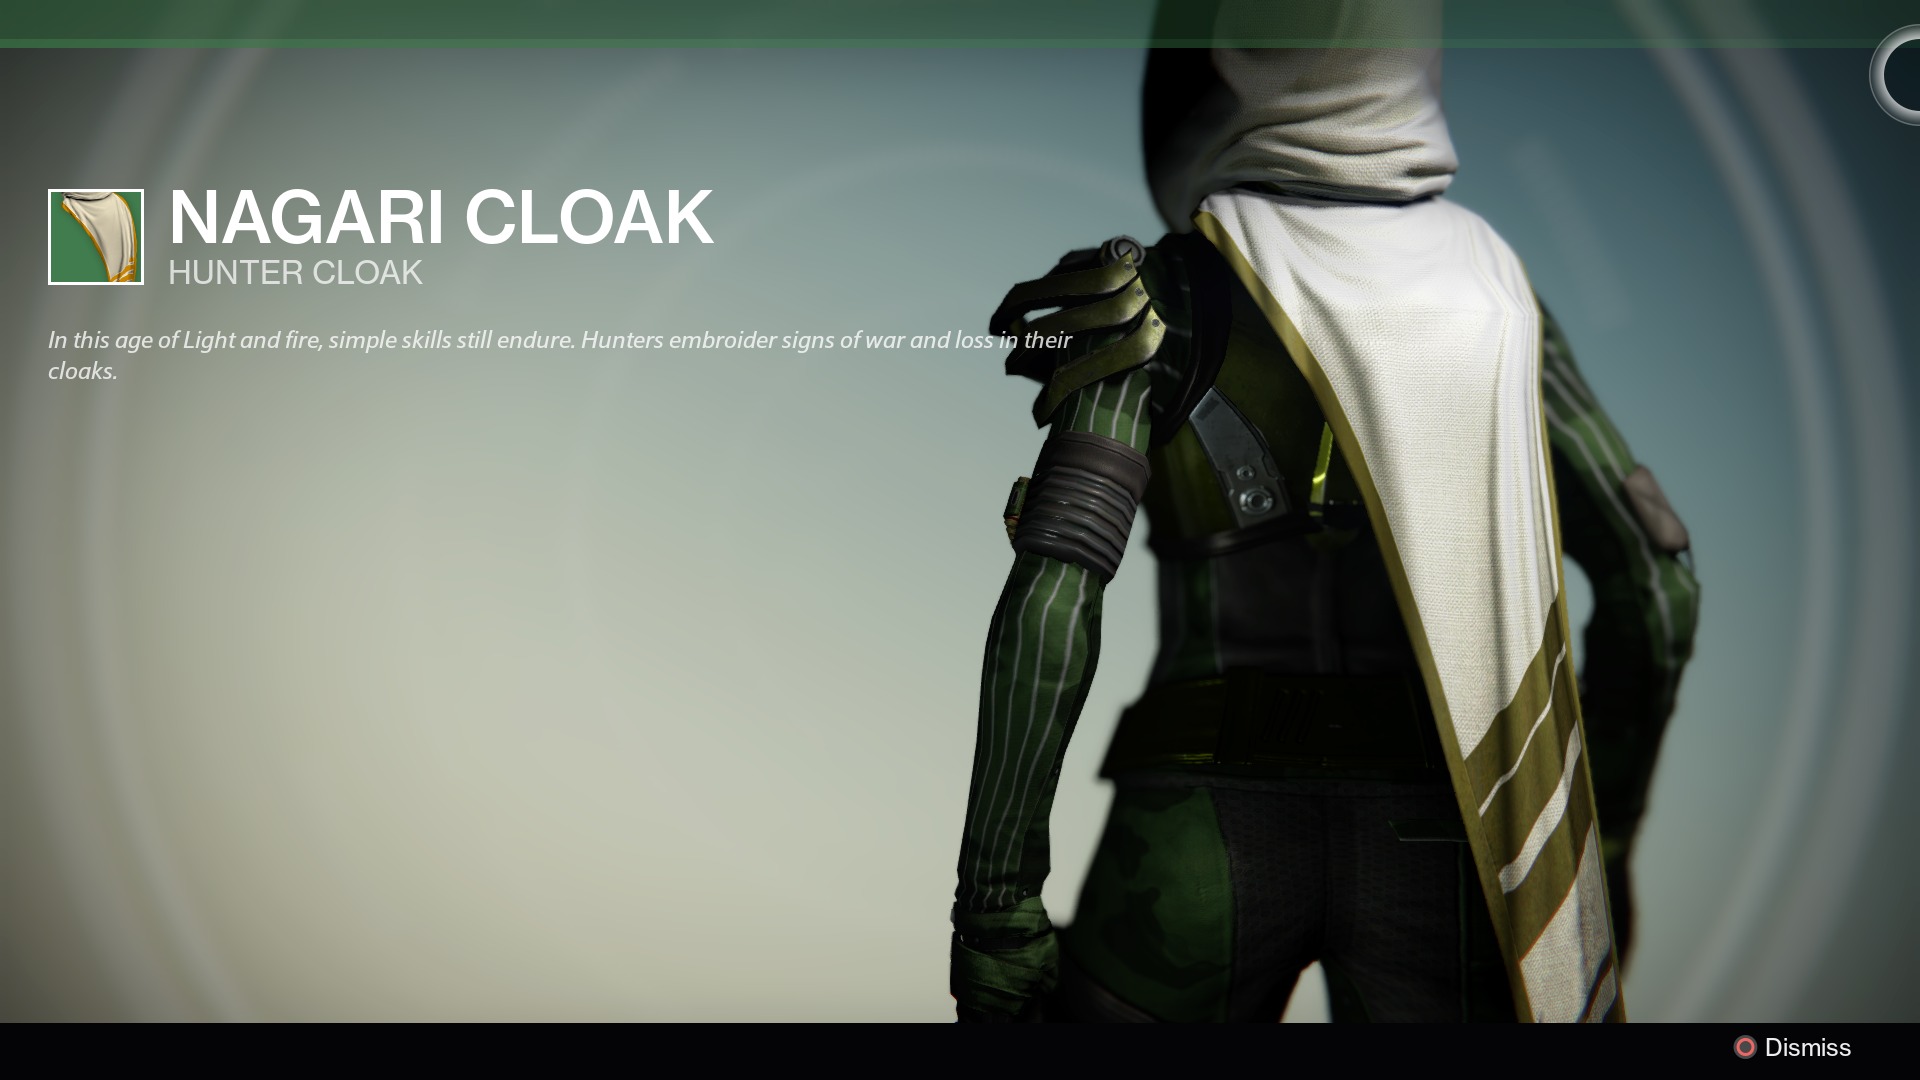 NAGARI CLOAK
HUNTER CLOAK
In this age of Light and fire, simple skills still endure. Hunters embroider signs of war and loss in their
cloaks.
Dismiss